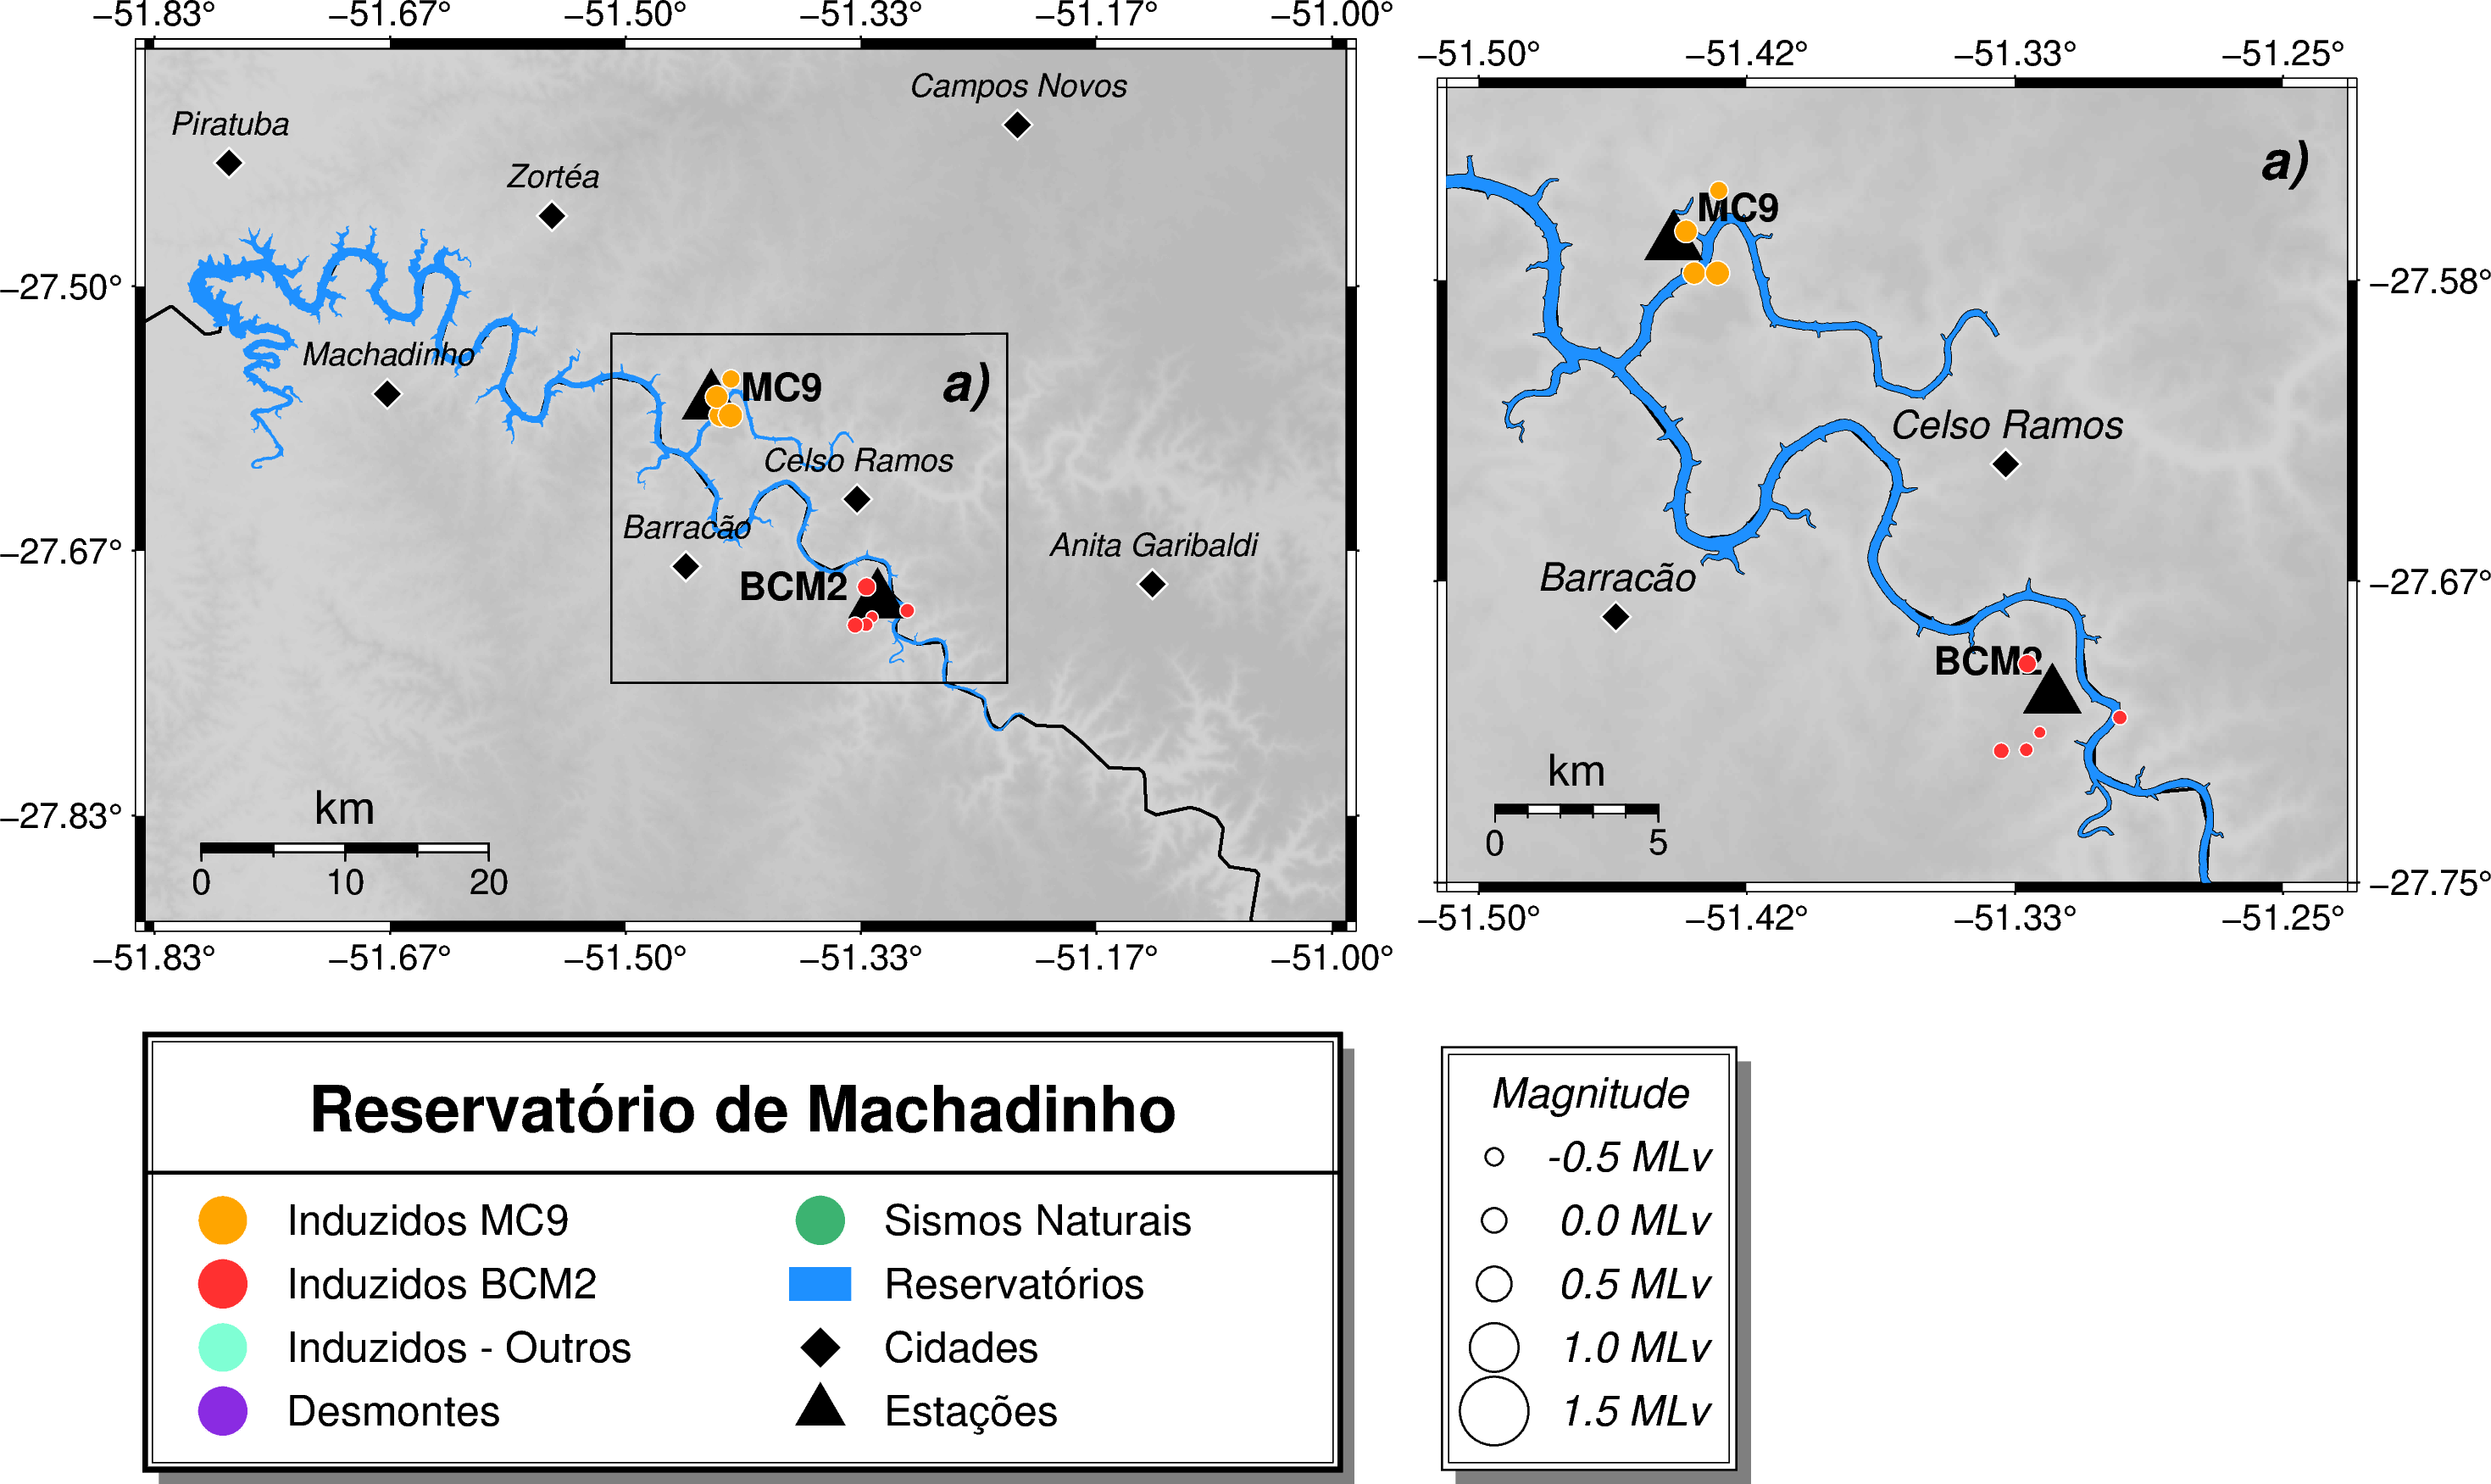 −51.83° −51.67° −51.50° −51.33° −51.17° −51.00°
Campos Novos
Piratuba
Zortéa
−27.50°
Machadinho
MC9
a)
Celso Ramos
Barracão
−27.67°
Anita Garibaldi
BCM2
−27.83°
km
0 10 20
−51.83° −51.67° −51.50° −51.33° −51.17° −51.00°
−51.50° −51.42° −51.33° −51.25°
a)
MC9
−27.58°
Celso Ramos
Barracão
−27.67°
BCM2
km
0 5
−27.75°
−51.50° −51.42° −51.33° −51.25°
Reservatório de Machadinho
Induzidos MC9
Induzidos BCM2
Induzidos - Outros
Desmontes
Sismos Naturais
Reservatórios
Cidades
Estações
Magnitude
-0.5 MLv
0.0 MLv
0.5 MLv
1.0 MLv
1.5 MLv